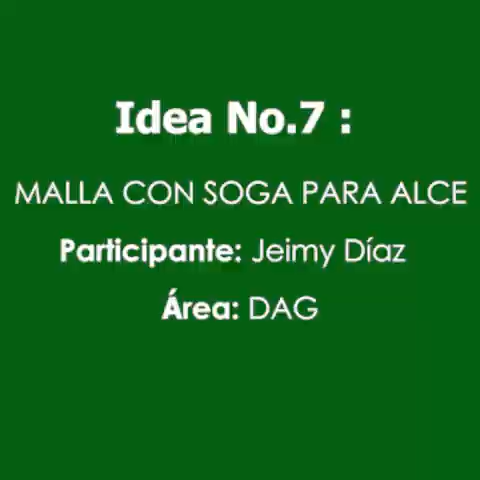 Idea No.7 :
MALLA CON SOGA PARA ALCE
Participante: Jeimy Díaz
Área: DAG